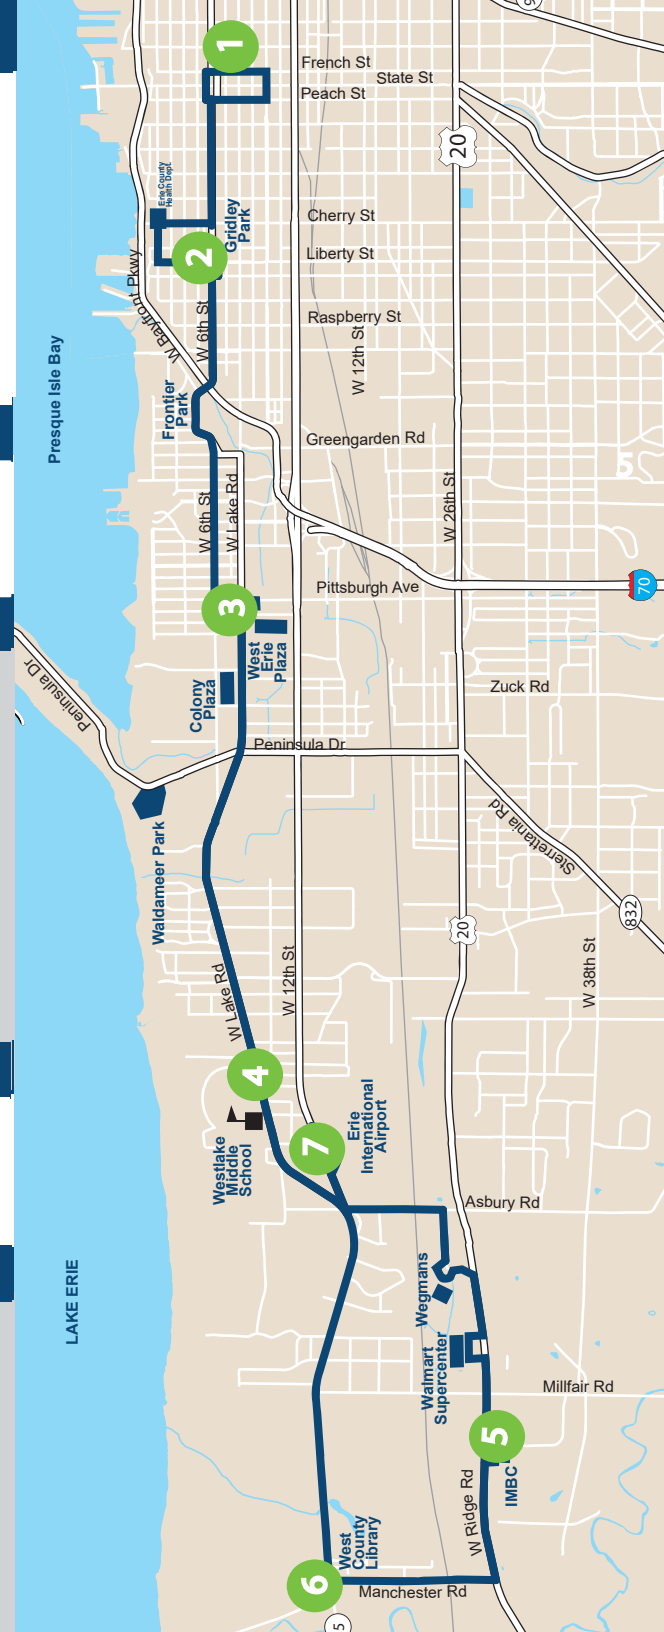 1
French St
State St
Peach St
20
Erie County
Health Dept.
Cherry St
Gridley
Park
2
Liberty St
W Bayfront Pkwy
W 6th St
Raspberry St
W 12th St
Presque Isle Bay
Frontier
Park
Greengarden Rd
5
W 6th St
W Lake Rd
W 26th St
Pittsburgh Ave
70
3
West
Erie
Plaza
Colony
Plaza
Peninsula Dr
Zuck Rd
Peninsula Dr
Waldameer Park
Sterrettania Rd
832
20
W Lake Rd
W 12th St
W 38th St
4
Westlake
Middle
School
7
Erie
International
Airport
Asbury Rd
LAKE ERIE
Wegmans
Walmart
Supercenter
Millfair Rd
5
IMBC
W Ridge Rd
West
County
Library
6
Manchester Rd
5